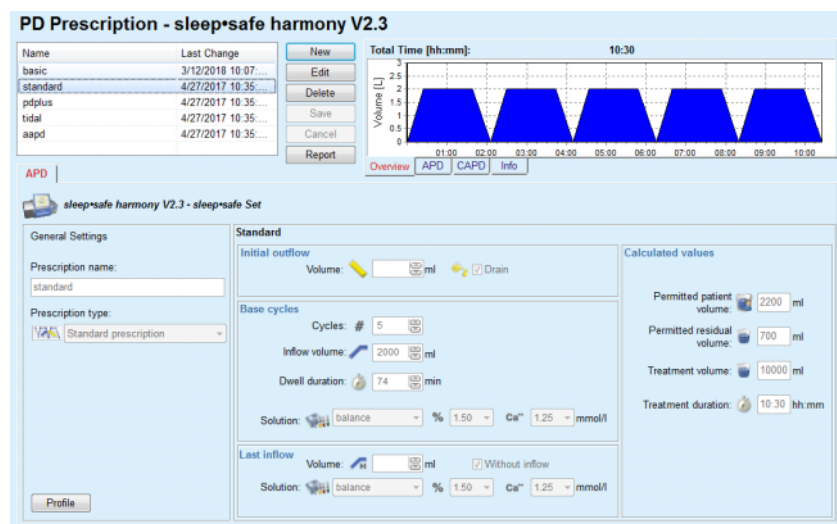 PD Prescription - sleep•safe harmony V2.3
Name Last Change
basic 3/12/2018 10:07:...
standard 4/27/2017 10:35:...
pdplus 4/27/2017 10:35:...
tidal 4/27/2017 10:35:...
aapd 4/27/2017 10:35:...
New
Edit
Delete
Save
Cancel
Report
Total Time [hh:mm]: 10:30
Volume [L]
3
2.5
2
1.5
1
0.5
0
01:00 02:00 03:00 04:00 05:00 06:00 07:00 08:00 09:00 10:00
Overview APD CAPD Info
APD
sleep•safe harmony V2.3 - sleep•safe Set
General Settings
Prescription name:
standard
Prescription type:
Standard prescription
Profile
Standard
Initial outflow
Volume: ml Drain
Base cycles
Cycles: # 5
Inflow volume: 2000 ml
Dwell duration: 74 min
Solution: balance % 1.50 Ca⁺⁺ 1.25 mmol/l
Last inflow
Volume: ml Without inflow
Solution: balance % 1.50 Ca⁺⁺ 1.25 mmol/l
Calculated values
Permitted patient
volume: 2200 ml
Permitted residual
volume: 700 ml
Treatment volume: 10000 ml
Treatment duration: 10:30 hh:mm